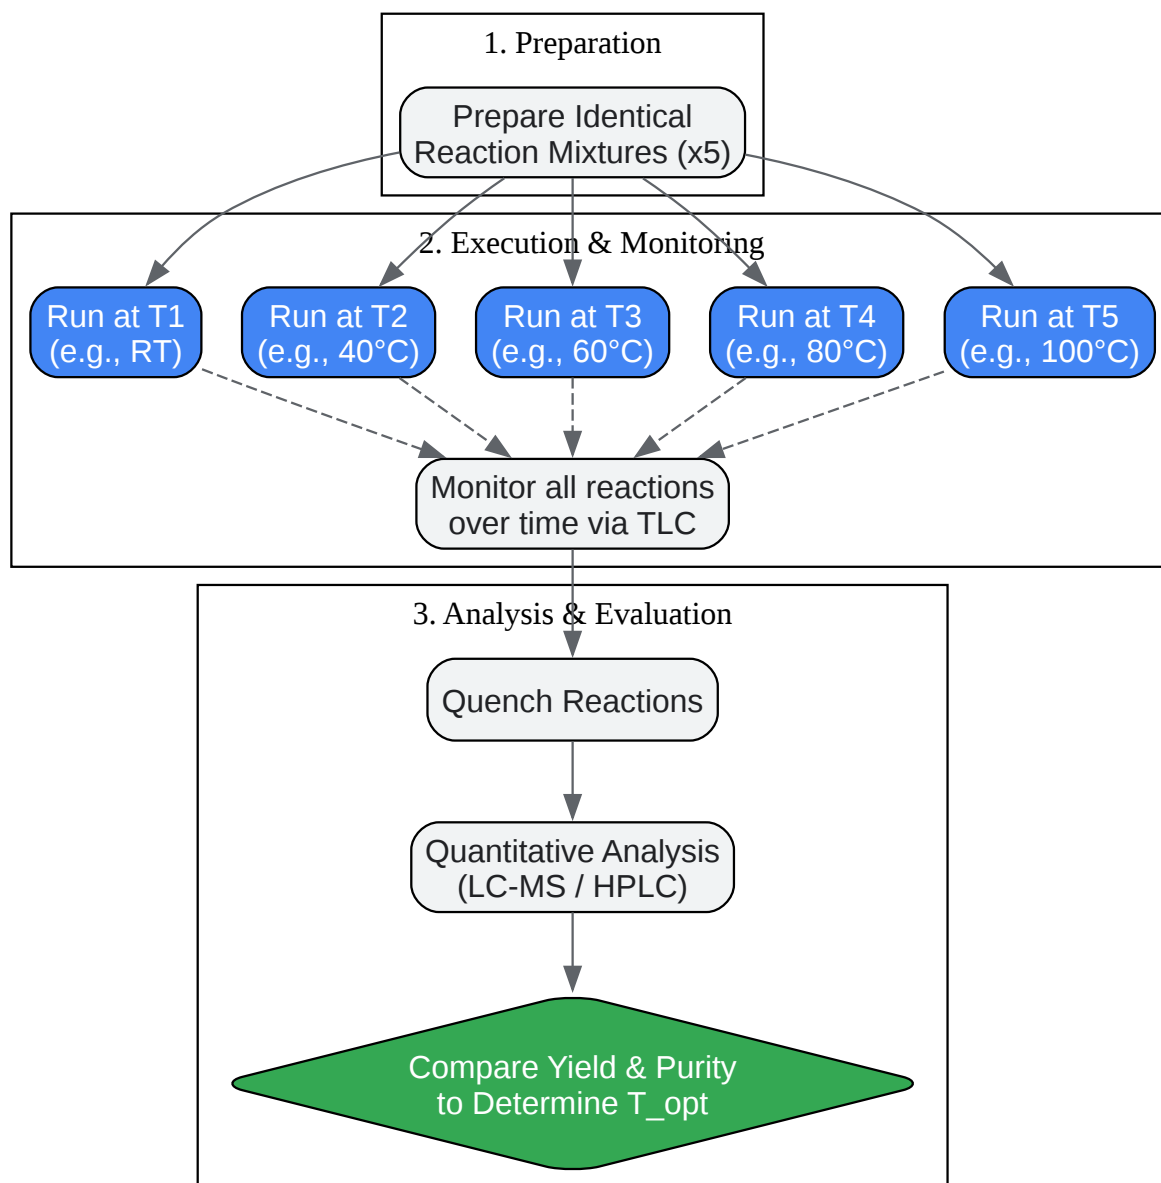 1. Preparation
Prepare Identical
Reaction Mixtures (x5)
2. Execution & Monitoring
Run at T1
(e.g., RT)
Run at T2
(e.g., 40°C)
Run at T3
(e.g., 60°C)
Run at T4
(e.g., 80°C)
Run at T5
(e.g., 100°C)
Monitor all reactions
over time via TLC
3. Analysis & Evaluation
Quench Reactions
Quantitative Analysis
(LC-MS / HPLC)
Compare Yield & Purity
to Determine T_opt